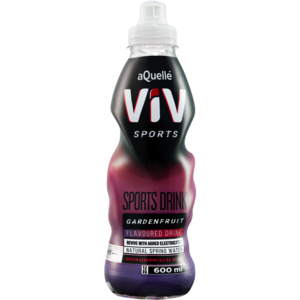 aQuellé
ViV
SPORTS
SPORTS DRINK
GARDENFRUIT
FLAVOURED DRINK
REVIVE WITH ADDED ELECTROLYTES
NATURAL SPRING WATER
600 ml